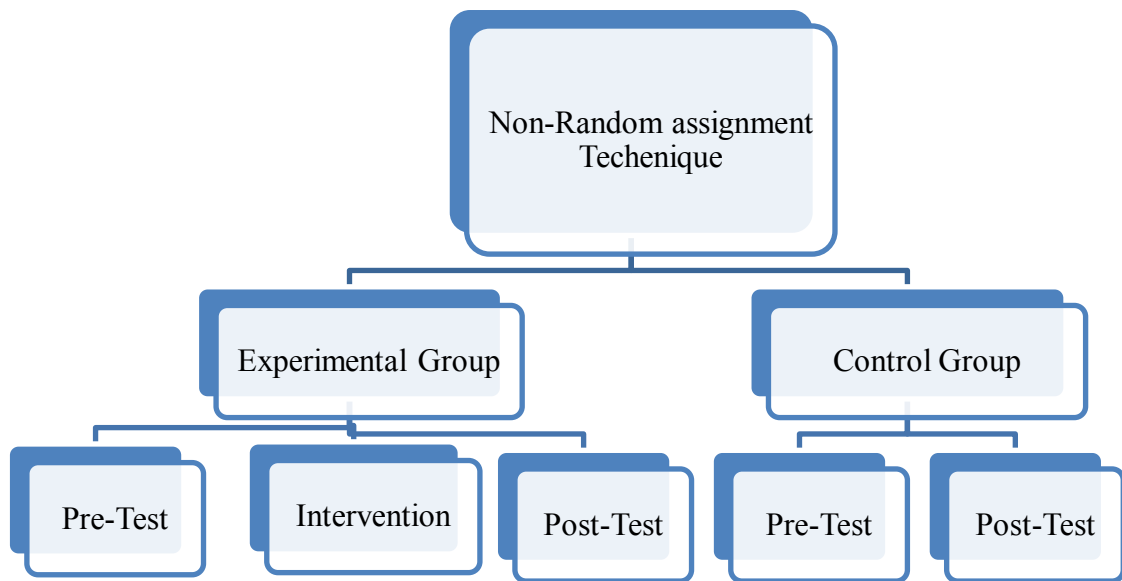 Non-Random assignment
Techenique
Experimental Group
Control Group
Pre-Test
Intervention
Post-Test
Pre-Test
Post-Test